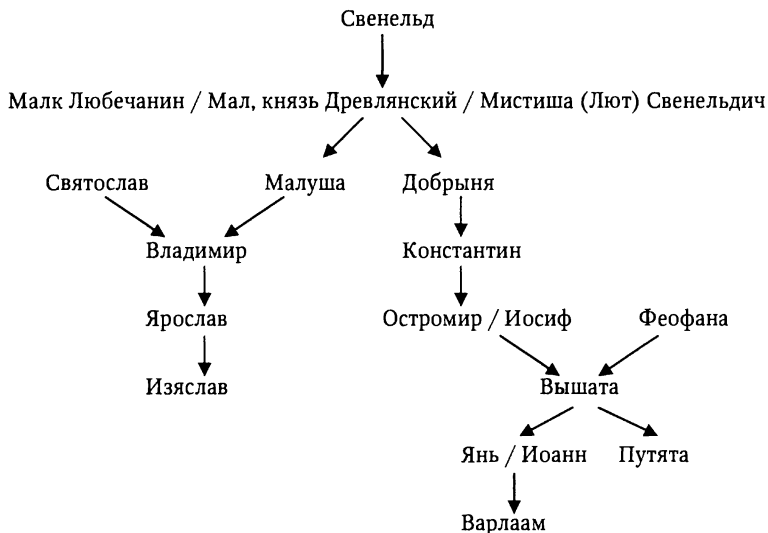 Свенельд
Малк Любечанин / Мал, князь Древлянский / Мистиша (Лют) Свенельдич
Святослав Малуша Добрыня
Владимир Константин
Ярослав Остромир / Иосиф Феофана
Изяслав Вышата
Янь / Иоанн Путята
Варлаам